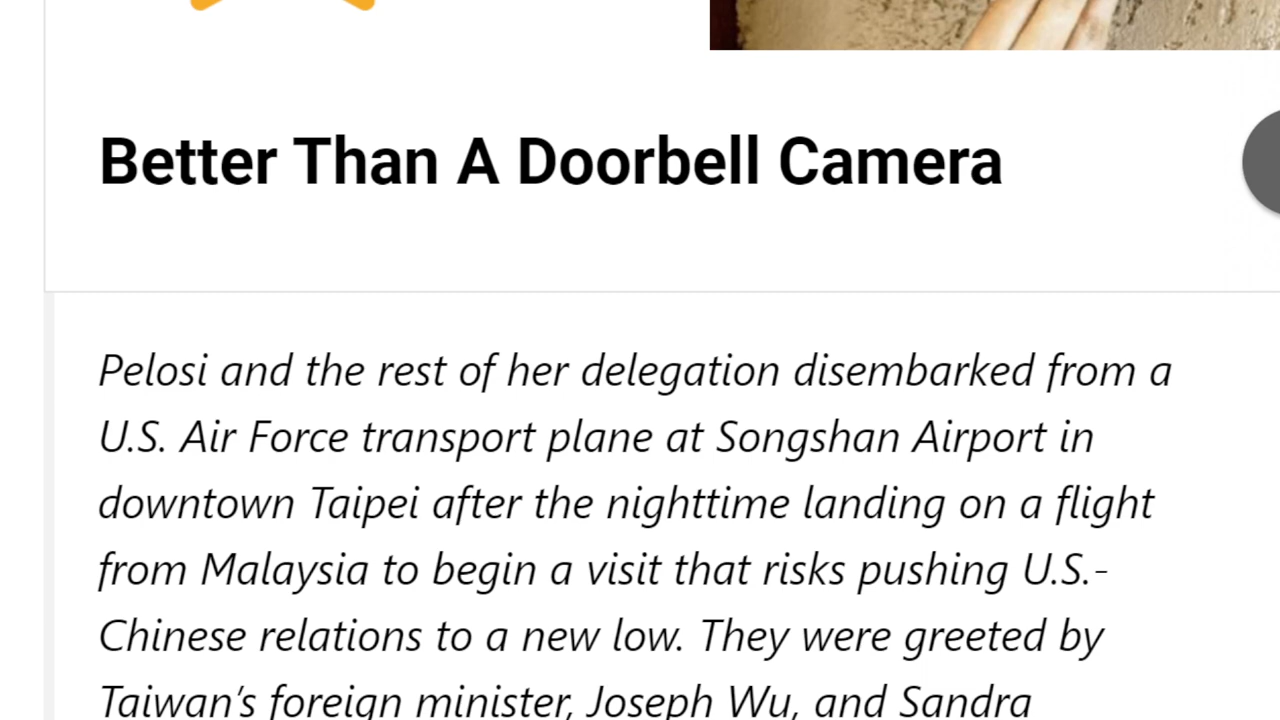 Better Than A Doorbell Camera
Pelosi and the rest of her delegation disembarked from a
U.S. Air Force transport plane at Songshan Airport in
downtown Taipei after the nighttime landing on a flight
from Malaysia to begin a visit that risks pushing U.S.-
Chinese relations to a new low. They were greeted by
Taiwan’s foreign minister, Joseph Wu, and Sandra